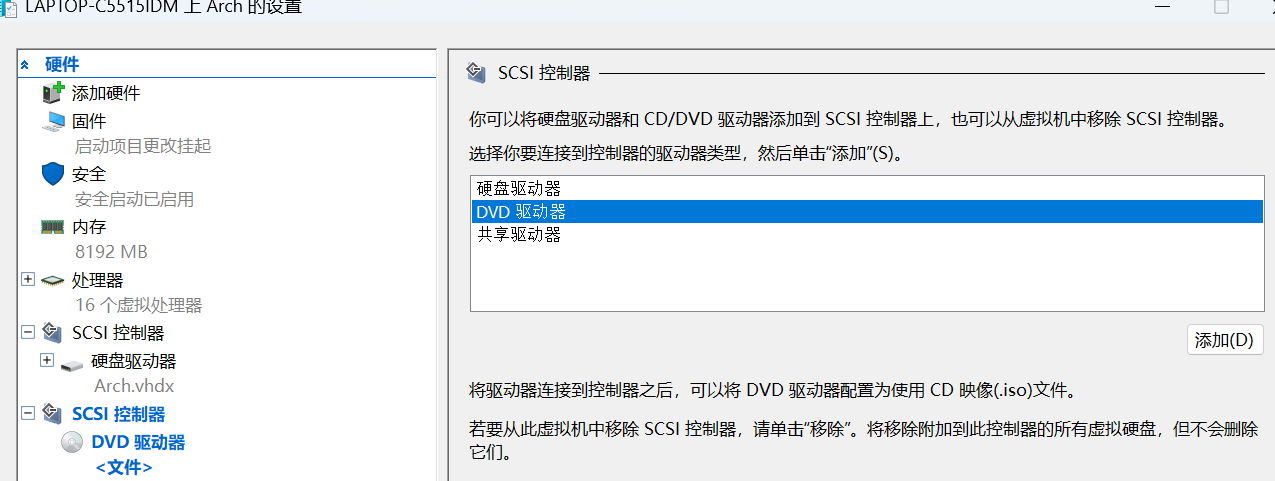 LAPTOP-C5515IDM 上 Arch 的设置
硬件
添加硬件
固件
启动项目更改挂起
安全
安全启动已启用
内存
8192 MB
处理器
16 个虚拟处理器
SCSI 控制器
硬盘驱动器
Arch.vhdx
SCSI 控制器
DVD 驱动器
<文件>
SCSI 控制器
你可以将硬盘驱动器和 CD/DVD 驱动器添加到 SCSI 控制器上，也可以从虚拟机中移除 SCSI 控制器。
选择你要连接到控制器的驱动器类型，然后单击“添加”(S)。
硬盘驱动器
DVD 驱动器
共享驱动器
添加(D)
将驱动器连接到控制器之后，可以将 DVD 驱动器配置为使用 CD 映像(.iso)文件。
若要从此虚拟机中移除 SCSI 控制器，请单击“移除”。将移除附加到此控制器的所有虚拟硬盘，但不会删除
它们。